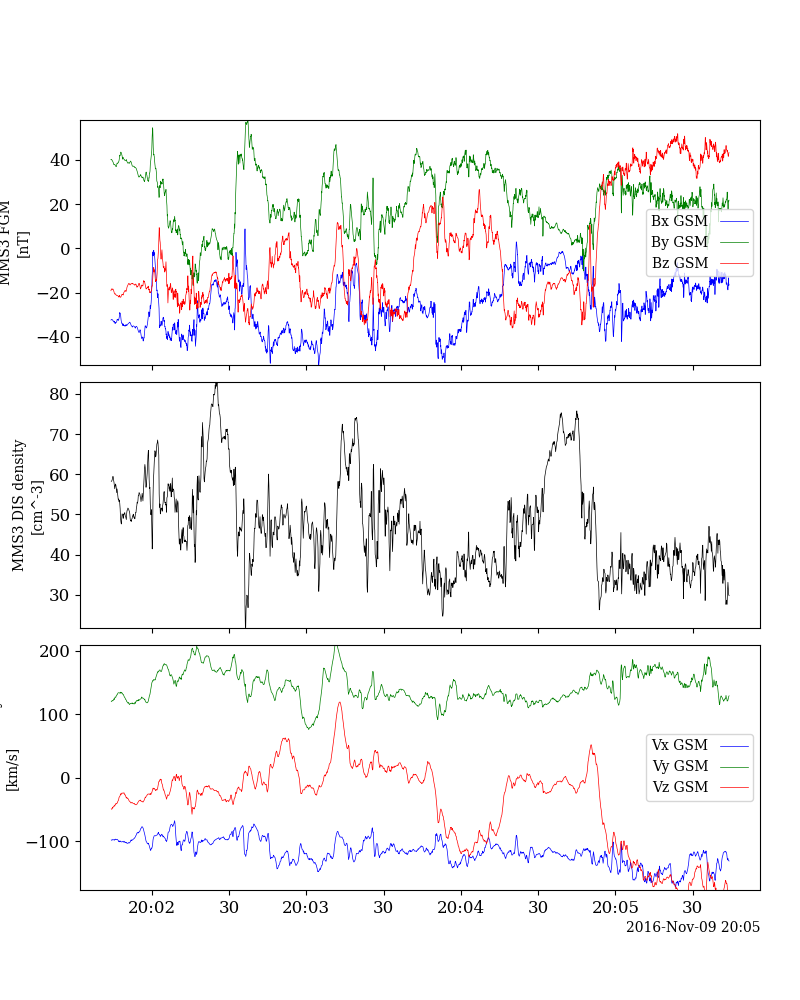 40
20
0
−20
−40
MMS3 FGM
[nT]
Bx GSM
By GSM
Bz GSM
80
70
60
50
40
30
MMS3 DIS density
[cm^-3]
200
100
0
−100
[km/s]
Vx GSM
Vy GSM
Vz GSM
20:02 30 20:03 30 20:04 30 20:05 30
2016-Nov-09 20:05